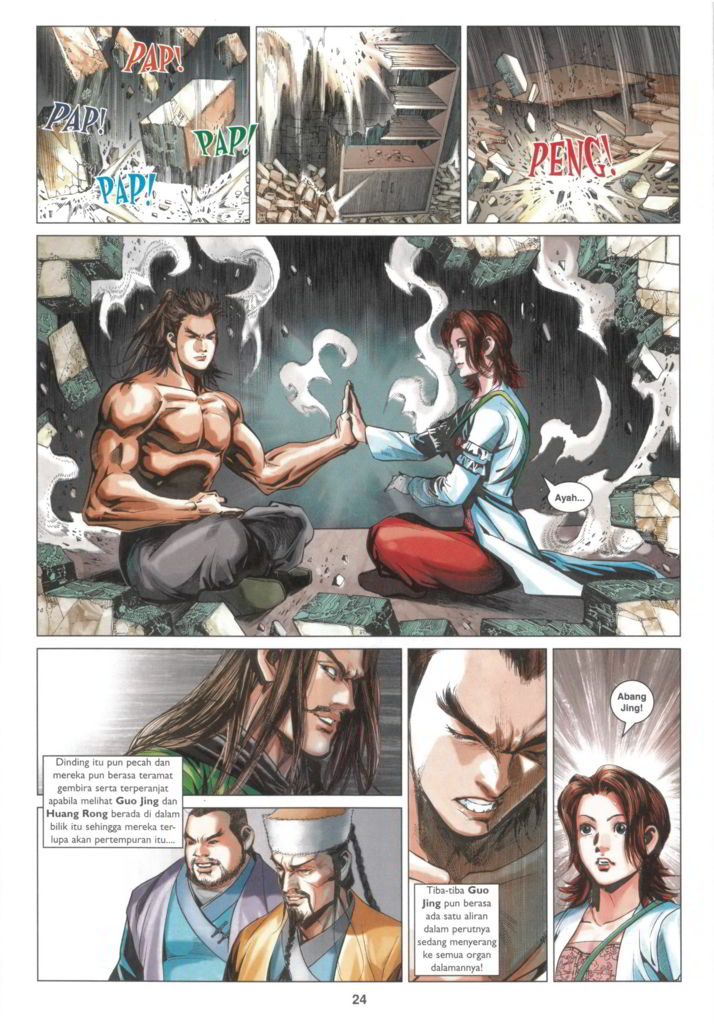 PAP!
PAP!
PAP!
PAP!
PENG!
Ayah...
Dinding itu pun pecah dan
mereka pun berasa teramat
gembira serta terperanjat
apabila melihat Guo Jing dan
Huang Rong berada di dalam
bilik itu sehingga mereka ter-
lupa akan pertempuran itu....
Tiba-tiba Guo
Jing pun berasa
ada satu aliran
dalam perutnya
sedang menyerang
ke semua organ
dalamannya!
Abang
Jing!
24